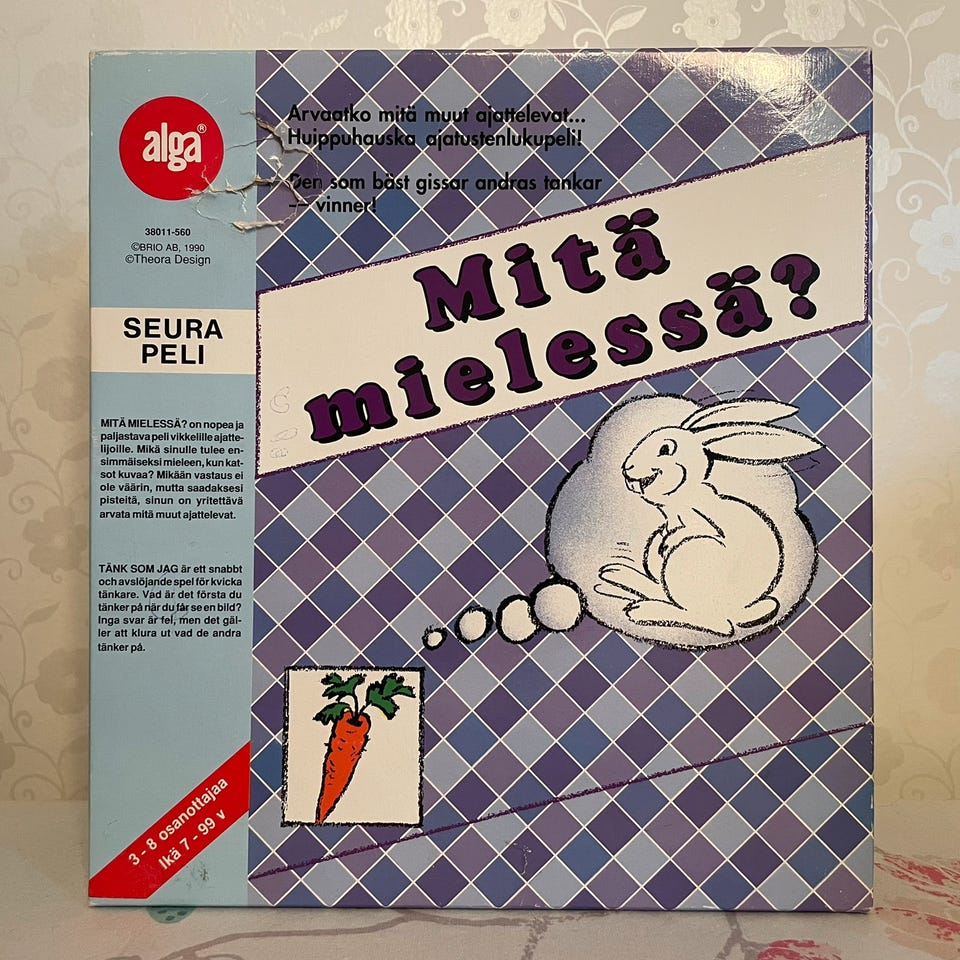 alga®
38011-560
©BRIO AB, 1990
©Theora Design
SEURA
PELI
MITÄ MIELESSÄ? on nopea ja
paljastava peli vikkelille ajatte-
lijoille. Mikä sinulle tulee en-
simmäiseksi mieleen, kun kat-
sot kuvaa? Mikään vastaus ei
ole väärin, mutta saadaksesi
pisteitä, sinun on yritettävä
arvata mitä muut ajattelevat.
TÄNK SOM JAG är ett snabbt
och avslöjande spel för kvicka
tänkare. Vad är det första du
tänker på när du får se en bild?
Inga svar är fel, men det gäl-
ler att klura ut vad de andra
tänker på.
3 - 8 osanottajaa
Ikä 7 - 99 v
Arvaatko mitä muut ajattelevat...
Huippuhauska ajatustenlukupeli!
Den som bäst gissar andras tankar
— vinner!
Mitä
mielessä?